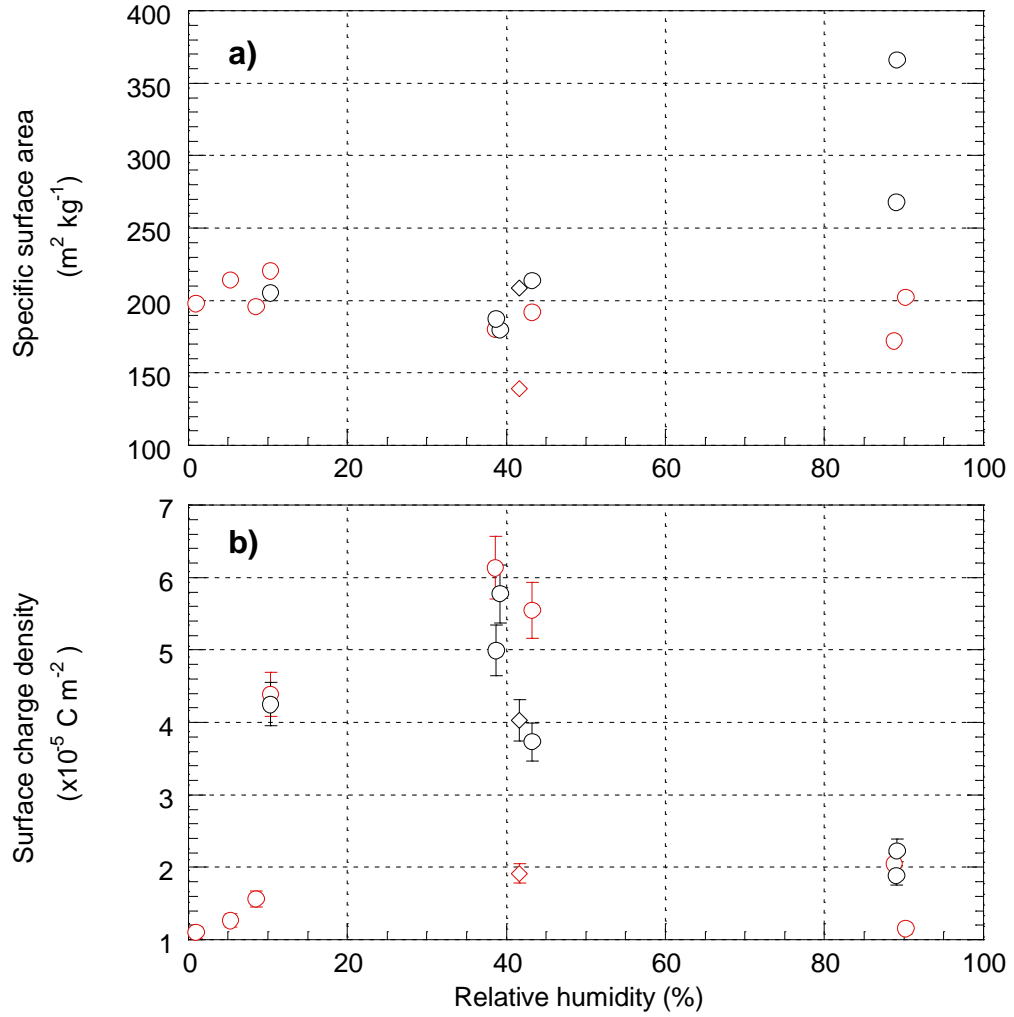 a)
Specific surface area
(m² kg⁻¹)
400
350
300
250
200
150
100
0 20 40 60 80 100
b)
Surface charge density
(x10⁻⁵ C m⁻²)
7
6
5
4
3
2
1
0 20 40 60 80 100
Relative humidity (%)